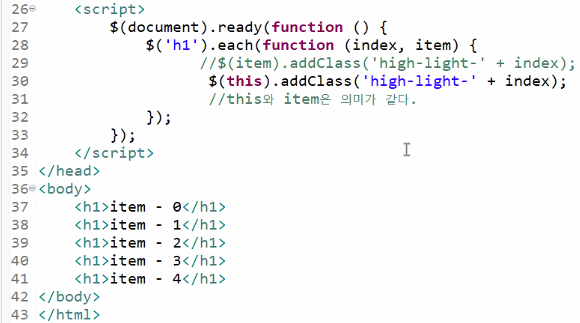 26 <script>
27 $(document).ready(function () {
28 $('h1').each(function (index, item) {
29 //$(item).addClass('high-light-' + index);
30 $(this).addClass('high-light-' + index);
31 //this와 item은 의미가 같다.
32 });
33 });
34 </script>
35 </head>
36 <body>
37 <h1>item - 0</h1>
38 <h1>item - 1</h1>
39 <h1>item - 2</h1>
40 <h1>item - 3</h1>
41 <h1>item - 4</h1>
42 </body>
43 </html>